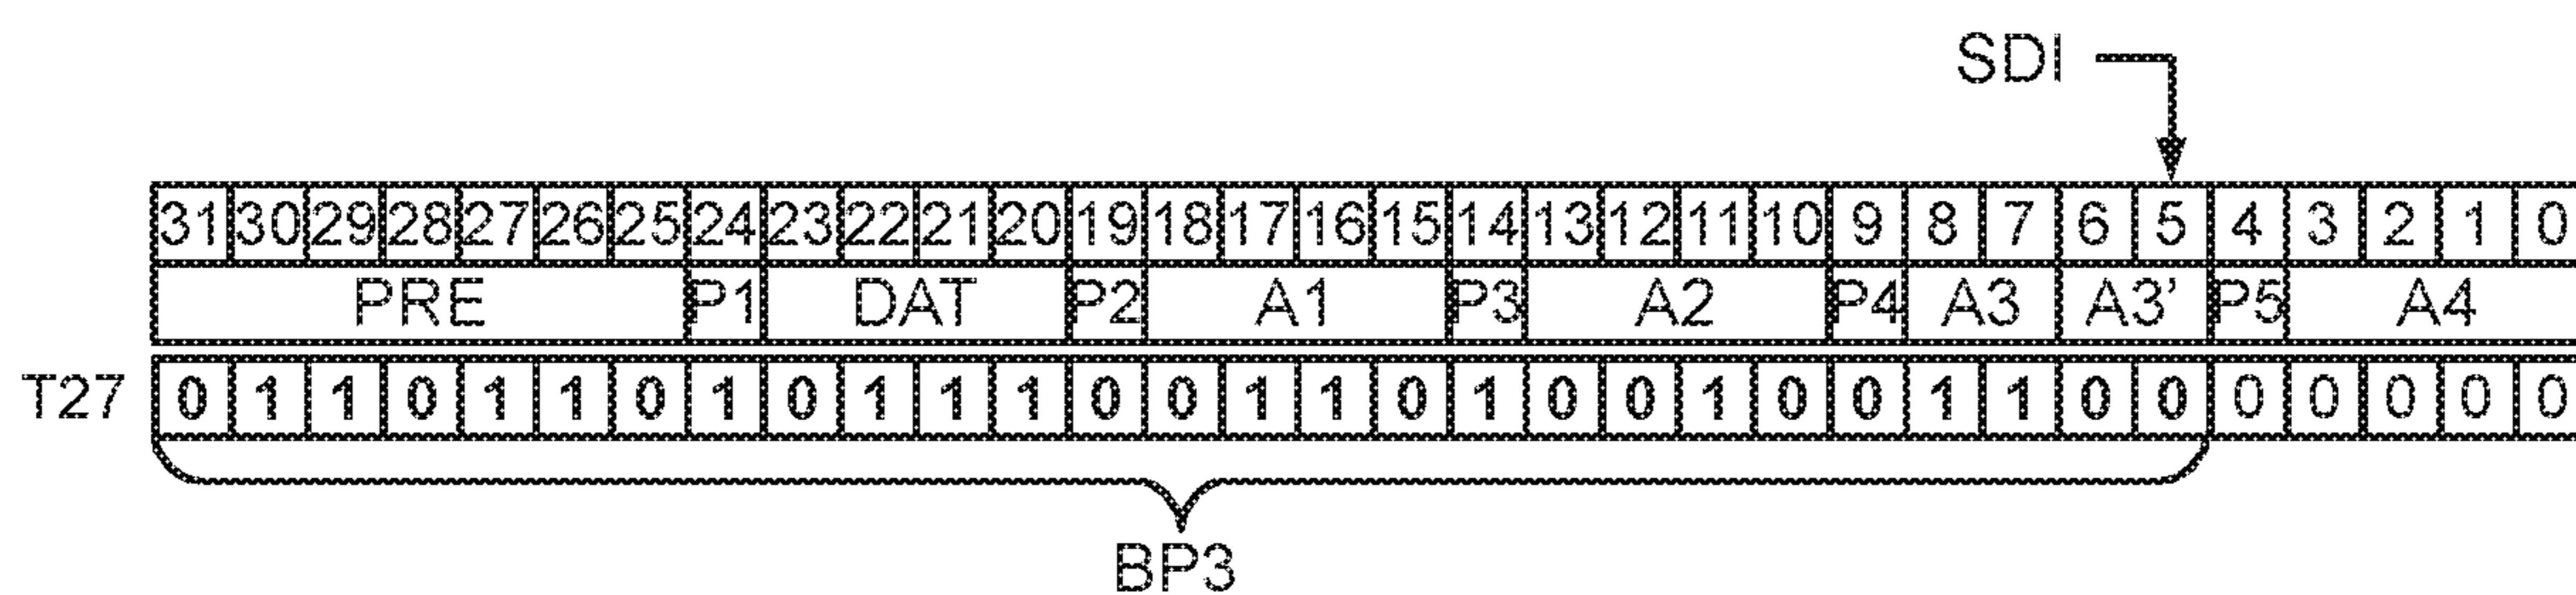 SDI
31 30 29 28 27 26 25 24 23 22 21 20 19 18 17 16 15 14 13 12 11 10 9 8 7 6 5 4 3 2 1 0
PRE P1 DAT P2 A1 P3 A2 P4 A3 A3’ P5 A4
T27 0 1 1 0 1 1 0 1 0 1 1 1 0 0 1 1 0 1 0 0 1 0 0 1 1 0 0 0 0 0 0 0
BP3